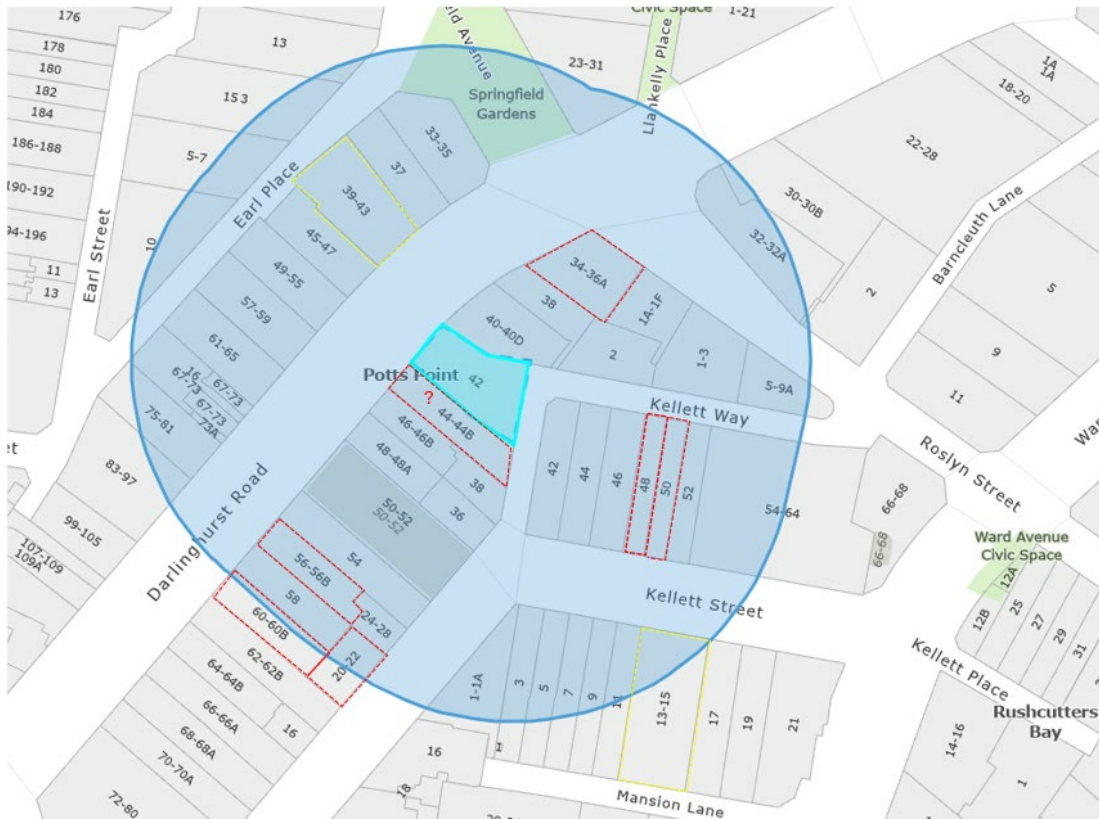 176
178
180
182
184
186-188
190-192
94-196
11
13
13
153
5-7
10
Earl Street
Earl Place
ld Avenue
Springfield
Gardens
23-31
Civic Space
1-21
Llankelly Place
1A
1A
18-20
22-28
30-30B
32-32A
2
Barncleuth Lane
5
9
11
33-35
37
39-43
45-47
49-55
57-59
61-65
16
67-73
67-73
67-73
73A
75-81
83-97
99-105
107-109
109A
34-36A
38
40-40D
1A-1F
2
1-3
5-9A
42
Potts Point
?
44-44B
46-46B
48-48A
38
36
50-52
50-52
54
56-56B
58
24-28
60-60B
20-22
62-62B
64-64B
66-66A
68-68A
70-70A
72-80
16
Darlinghurst Road
Kellett Way
42
44
46
48
50
52
54-64
66-68
66-68
Roslyn Street
Ward Avenue
Civic Space
12A
12B
25
27
29
31
Kellett Street
1-1A
3
5
7
9
11
13-15
17
19
21
Kellett Place
Rushcutters
Bay
14-16
1
1
16
18
Mansion Lane